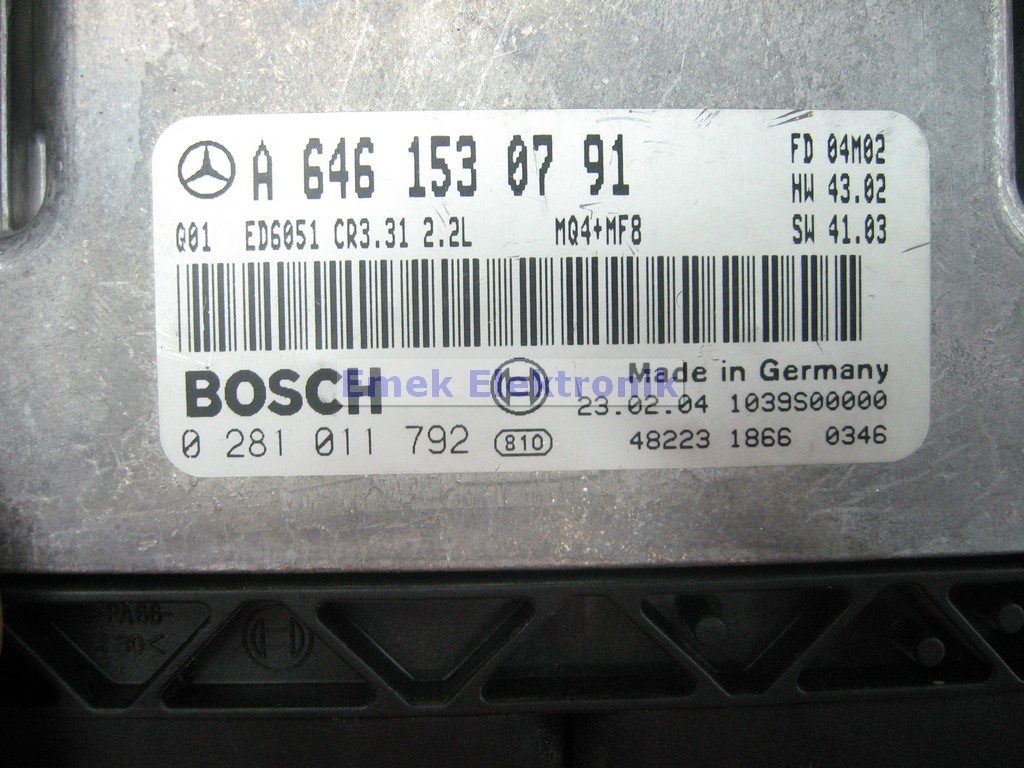 A 646 153 07 91
FD 04M02
HW 43.02
Q01 ED6051 CR3.31 2.2L MQ4+MF8
SW 41.03
BOSCH
Emek Elektronik
Made in Germany
23.02.04 1039S00000
0 281 011 792 810
48223 1866 0346
PA66-